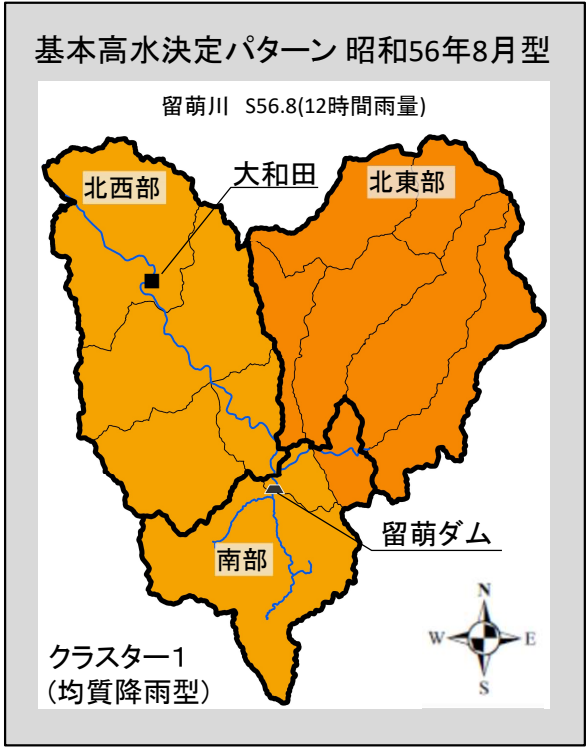 基本高水決定パターン 昭和56年8月型
留萌川 S56.8(12時間雨量)
大和田
北西部
北東部
留萌ダム
南部
クラスター1
(均質降雨型)
N
W
E
S